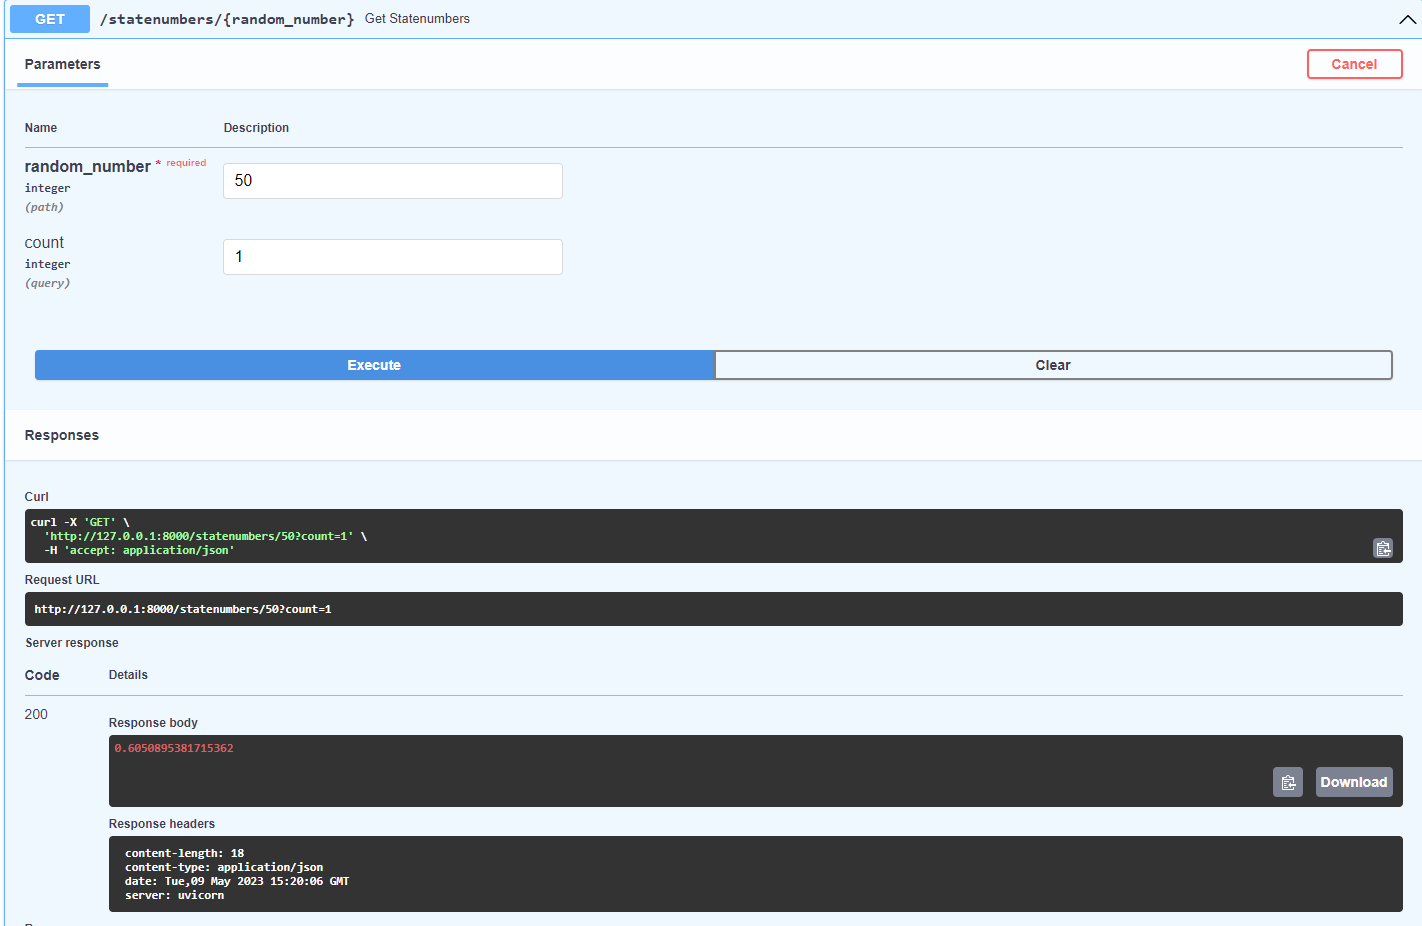 GET /statenumbers/{random_number} Get Statenumbers
Parameters
Cancel
Name Description
random_number * required
integer
(path)
50
count
integer
(query)
1
Execute Clear
Responses
Curl
curl -X 'GET' \
'http://127.0.0.1:8000/statenumbers/50?count=1' \
-H 'accept: application/json'
Request URL
http://127.0.0.1:8000/statenumbers/50?count=1
Server response
Code Details
200
Response body
0.6050895381715362
Download
Response headers
content-length: 18
content-type: application/json
date: Tue,09 May 2023 15:20:06 GMT
server: uvicorn